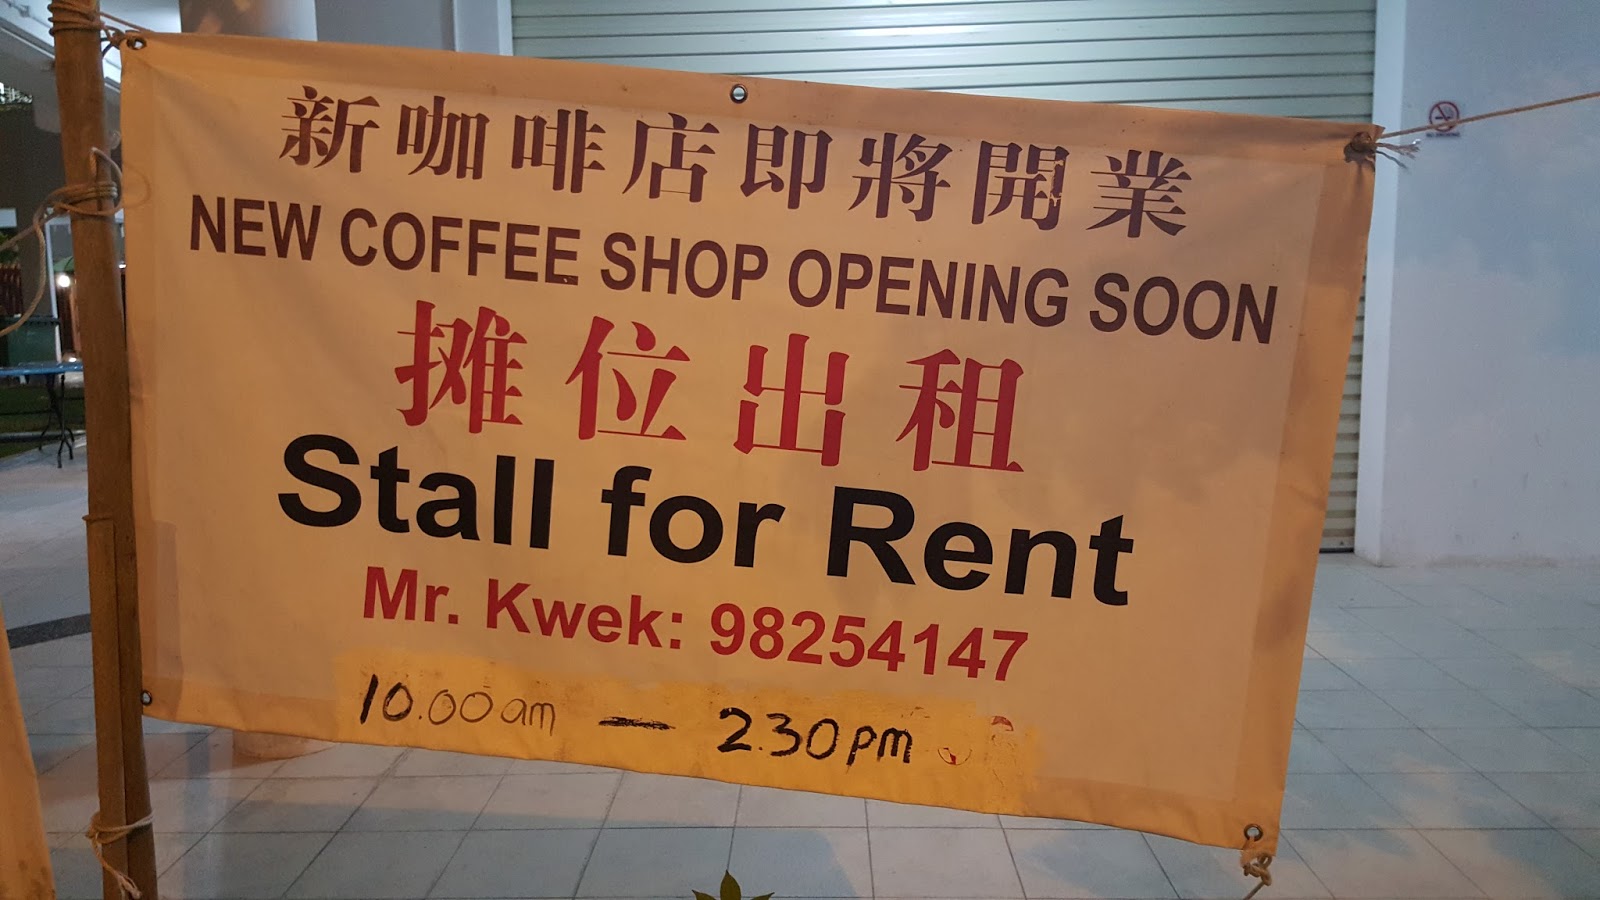 新咖啡店即將開業
NEW COFFEE SHOP OPENING SOON
摊位出租
Stall for Rent
Mr. Kwek: 98254147
10.00am — 2.30pm